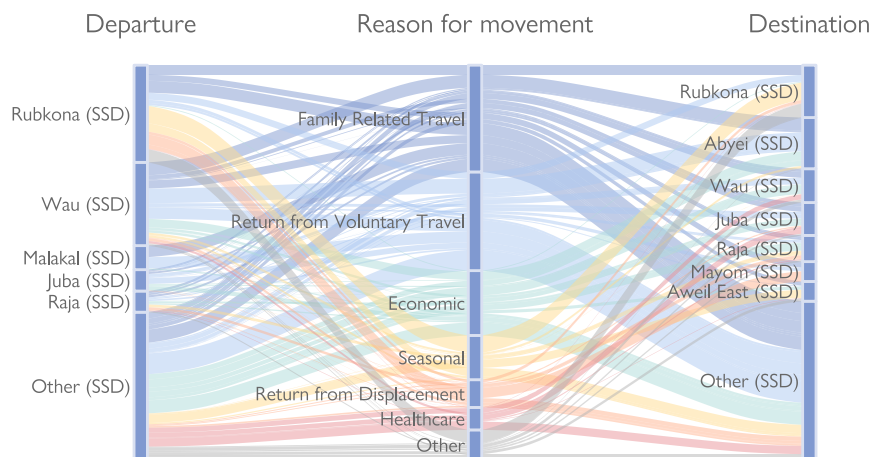 Departure
Reason for movement
Destination
Rubkona (SSD)
Wau (SSD)
Malakal (SSD)
Juba (SSD)
Raja (SSD)
Other (SSD)
Family Related Travel
Return from Voluntary Travel
Economic
Seasonal
Return from Displacement
Healthcare
Other
Rubkona (SSD)
Abyei (SSD)
Wau (SSD)
Juba (SSD)
Raja (SSD)
Mayom (SSD)
Aweil East (SSD)
Other (SSD)